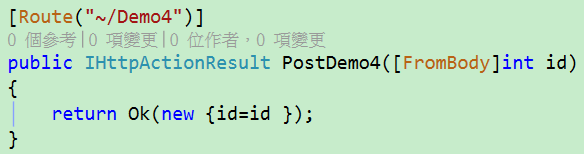 [Route("~/Demo4")]
0 個參考|0 項變更|0 位作者，0 項變更
public IHttpActionResult PostDemo4([FromBody]int id)
{
return Ok(new {id=id });
}